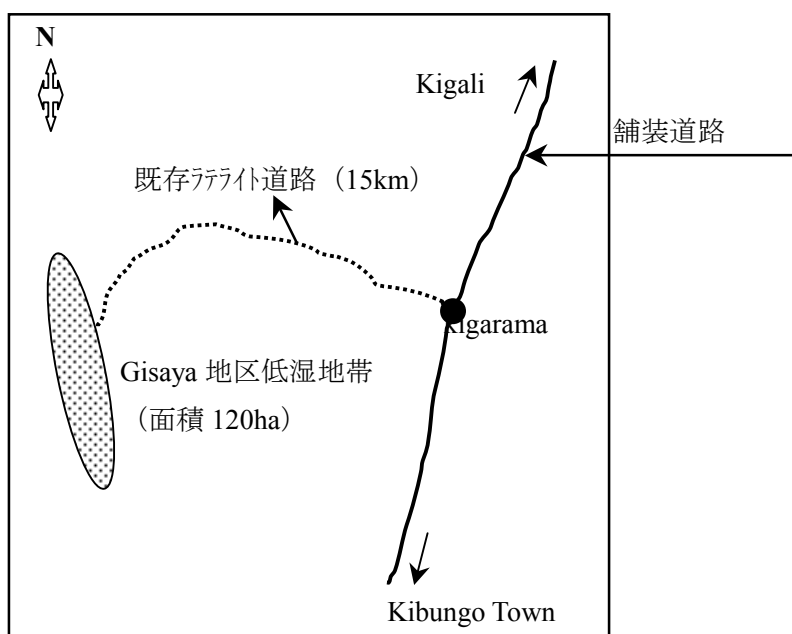 N
Kigali
舗装道路
既存ﾗﾃﾗｲﾄ道路（15km）
kigarama
Gisaya 地区低湿地帯
（面積 120ha）
Kibungo Town